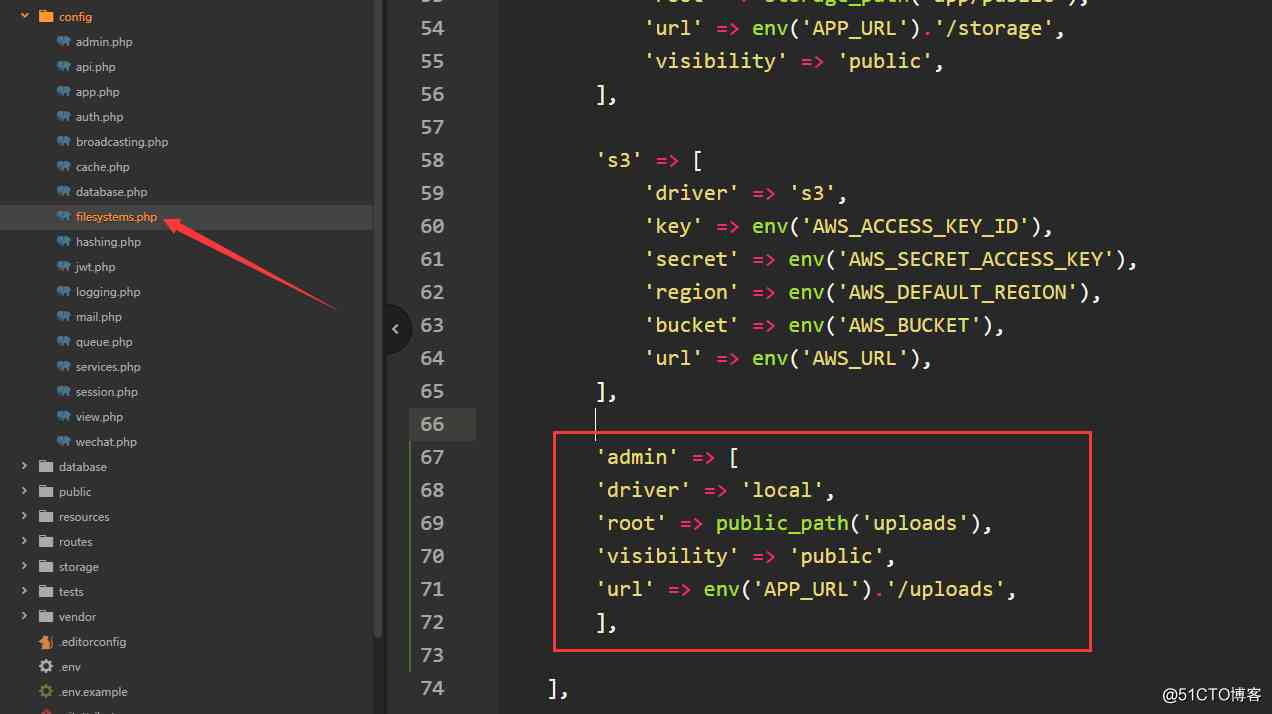 config
admin.php
api.php
app.php
auth.php
broadcasting.php
cache.php
database.php
filesystems.php
hashing.php
jwt.php
logging.php
mail.php
queue.php
services.php
session.php
view.php
wechat.php
database
public
resources
routes
storage
tests
vendor
.editorconfig
.env
.env.example
54 'url' => env('APP_URL').'/storage',
55 'visibility' => 'public',
56 ],
57
58 's3' => [
59 'driver' => 's3',
60 'key' => env('AWS_ACCESS_KEY_ID'),
61 'secret' => env('AWS_SECRET_ACCESS_KEY'),
62 'region' => env('AWS_DEFAULT_REGION'),
63 'bucket' => env('AWS_BUCKET'),
64 'url' => env('AWS_URL'),
65 ],
66
67 'admin' => [
68 'driver' => 'local',
69 'root' => public_path('uploads'),
70 'visibility' => 'public',
71 'url' => env('APP_URL').'/uploads',
72 ],
73
74 ],
@51CTO博客